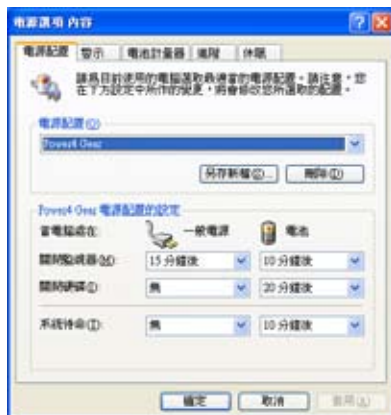 電源選項 內容
電源配置 警示 電池計量器 進階 休眠
請為目前使用的電腦選取最適當的電源配置。請注意，您
在下方設定中所作的變更，將會修改您所選取的配置。
電源配置(O)
Power4 Gear
另存新檔(C)... 刪除(D)
Power4 Gear 電源配置的設定
當電腦處在: 一般電源 電池
關閉監視器(M): 15 分鐘後 10 分鐘後
關閉硬碟(I): 無 20 分鐘後
系統待命(T): 無 10 分鐘後
確定 取消 套用(A)